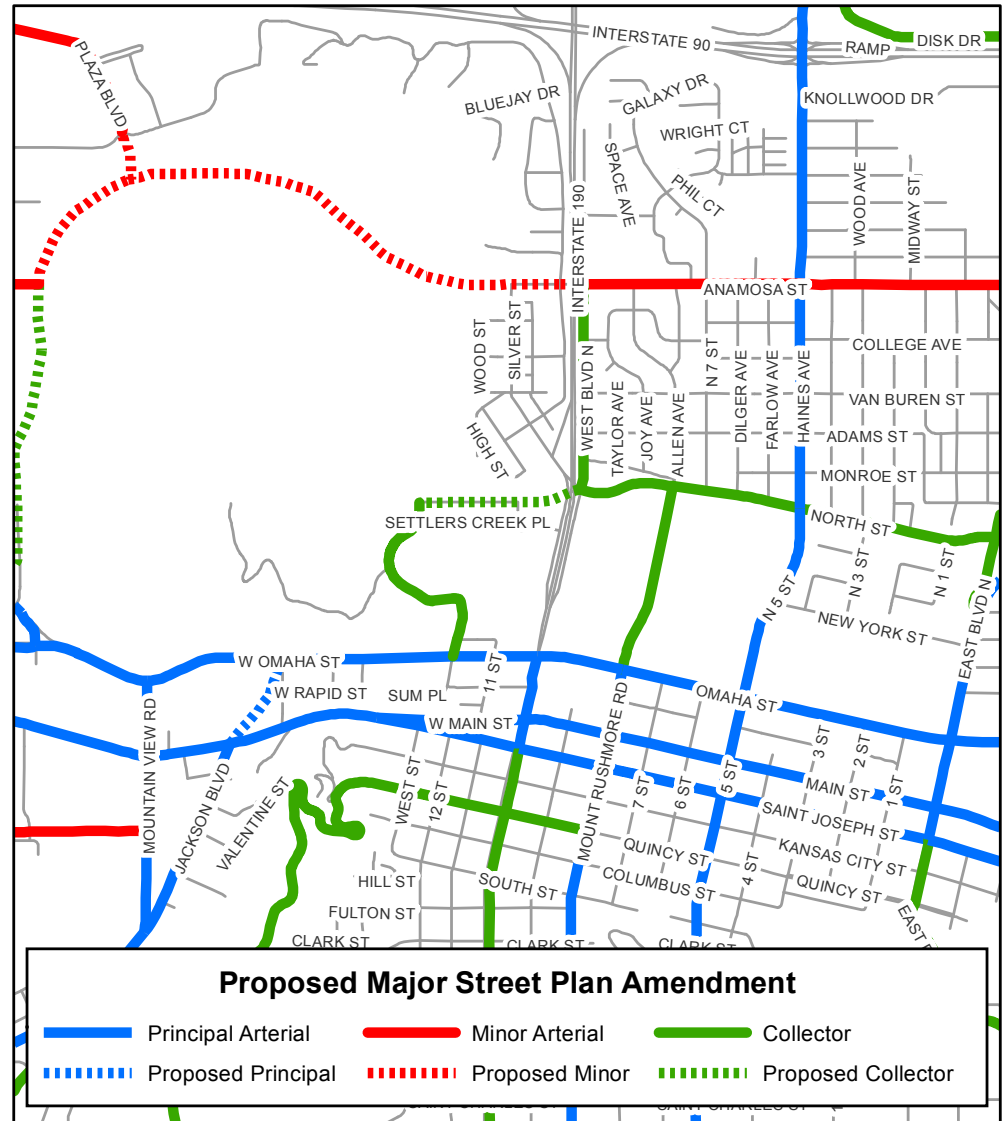 INTERSTATE 90
DISK DR
RAMP
PLAZA BLVD
BLUEJAY DR
GALAXY DR
KNOLLWOOD DR
WRIGHT CT
SPACE AVE
PHIL CT
WOOD AVE
MIDWAY ST
INTERSTATE 190
ANAMOSA ST
WOOD ST
SILVER ST
WEST BLVD N
N 7 ST
COLLEGE AVE
TAYLOR AVE
JOY AVE
ALLEN AVE
DILGER AVE
FARLOW AVE
HAINES AVE
VAN BUREN ST
HIGH ST
ADAMS ST
MONROE ST
SETTLERS CREEK PL
NORTH ST
N 5 ST
N 3 ST
N 1 ST
NEW YORK ST
EAST BLVD N
W OMAHA ST
W RAPID ST
SUM PL
11 ST
OMAHA ST
W MAIN ST
MOUNTAIN VIEW RD
JACKSON BLVD
VALENTINE ST
WEST ST
12 ST
MOUNT RUSHMORE RD
7 ST
6 ST
5 ST
3 ST
2 ST
1 ST
MAIN ST
SAINT JOSEPH ST
KANSAS CITY ST
QUINCY ST
4 ST
QUINCY ST
COLUMBUS ST
HILL ST
SOUTH ST
FULTON ST
CLARK ST
CLARK ST
CLARK ST
Proposed Major Street Plan Amendment
Principal Arterial
Minor Arterial
Collector
Proposed Principal
Proposed Minor
Proposed Collector